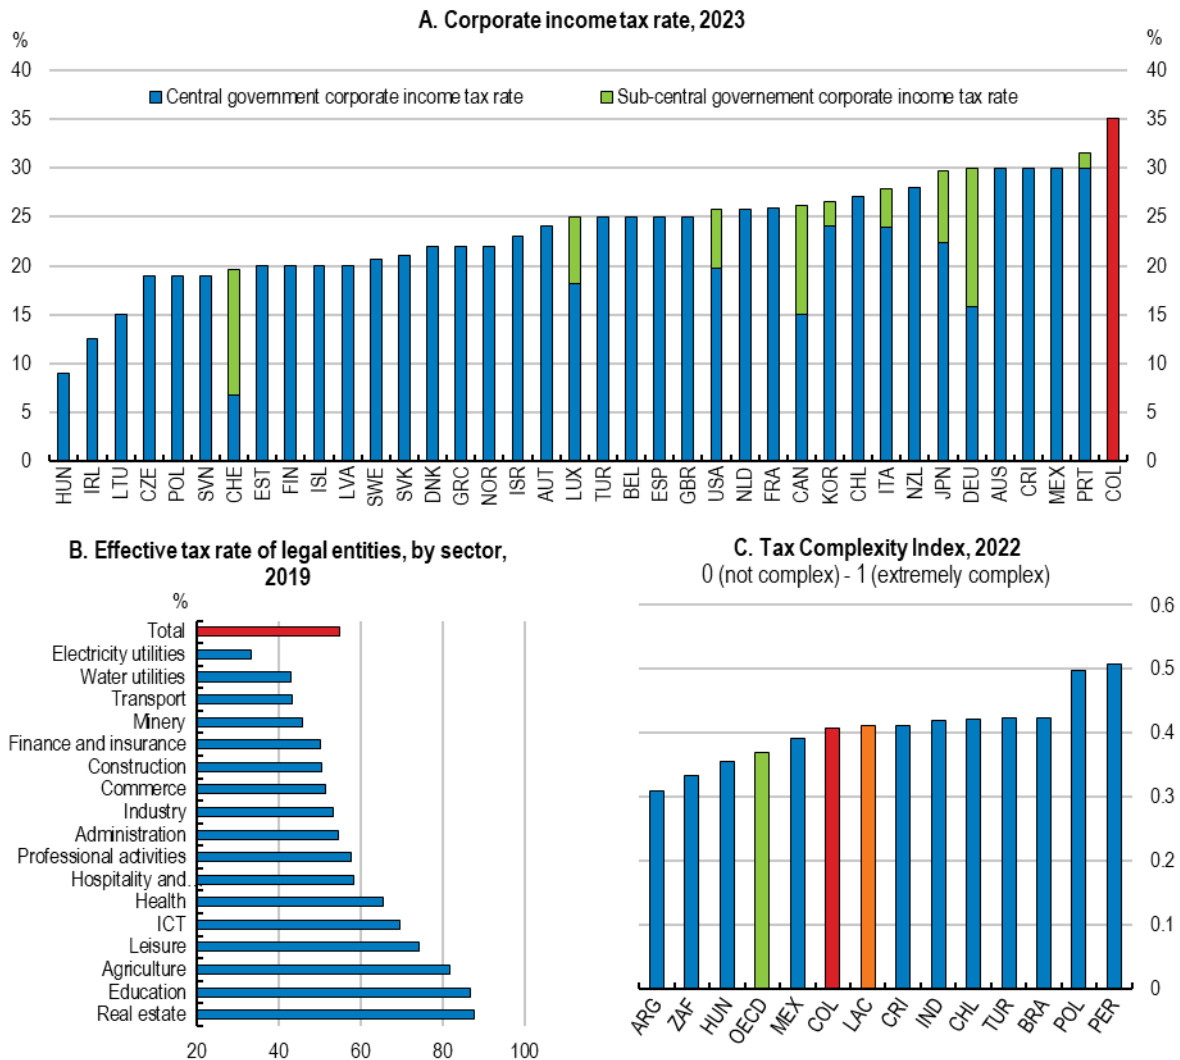 A. Corporate income tax rate, 2023
%
%
40
40
Central government corporate income tax rate
Sub-central governement corporate income tax rate
35
35
30
30
25
25
20
20
15
15
10
10
5
5
0
0
HUN IRL LTU CZE POL SVN CHE EST FIN ISL LVA SWE SVK DNK GRC NOR ISR AUT LUX TUR BEL ESP GBR USA NLD FRA CAN KOR CHL ITA NZL JPN DEU AUS CRI MEX PRT COL
B. Effective tax rate of legal entities, by sector,
2019
%
Total
Electricity utilities
Water utilities
Transport
Minery
Finance and insurance
Construction
Commerce
Industry
Administration
Professional activities
Hospitality and...
Health
ICT
Leisure
Agriculture
Education
Real estate
20 40 60 80 100
C. Tax Complexity Index, 2022
0 (not complex) - 1 (extremely complex)
0.6
0.5
0.4
0.3
0.2
0.1
0
ARG ZAF HUN OECD MEX COL LAC CRI IND CHL TUR BRA POL PER